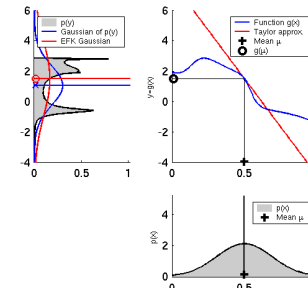 6
4
2
0
-2
-4
0
0.5
1
p(y)
Gaussian of p(y)
EFK Gaussian
y=g(x)
6
4
2
0
-2
-4
0
0.5
Function g(x)
Taylor approx.
Mean μ
g(μ)
p(x)
4
2
0
0
0.5
p(x)
Mean μ